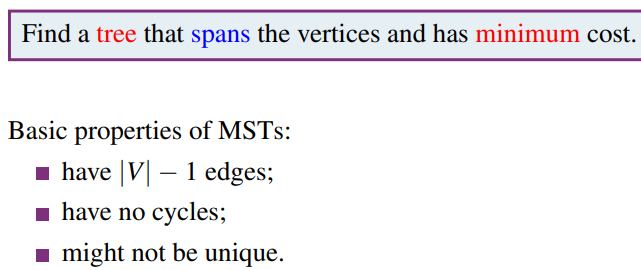 Find a tree that spans the vertices and has minimum cost.
Basic properties of MSTs:
have |V| − 1 edges;
have no cycles;
might not be unique.